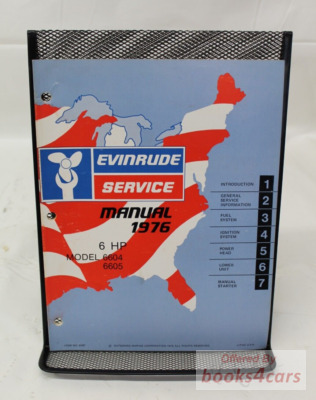 EVINRUDE
SERVICE
MANUAL
1976
6 HP
MODEL 6604
6605
INTRODUCTION 1
GENERAL
SERVICE
INFORMATION 2
FUEL
SYSTEM 3
IGNITION
SYSTEM 4
POWER
HEAD 5
LOWER
UNIT 6
MANUAL
STARTER 7
Offered By
books4cars